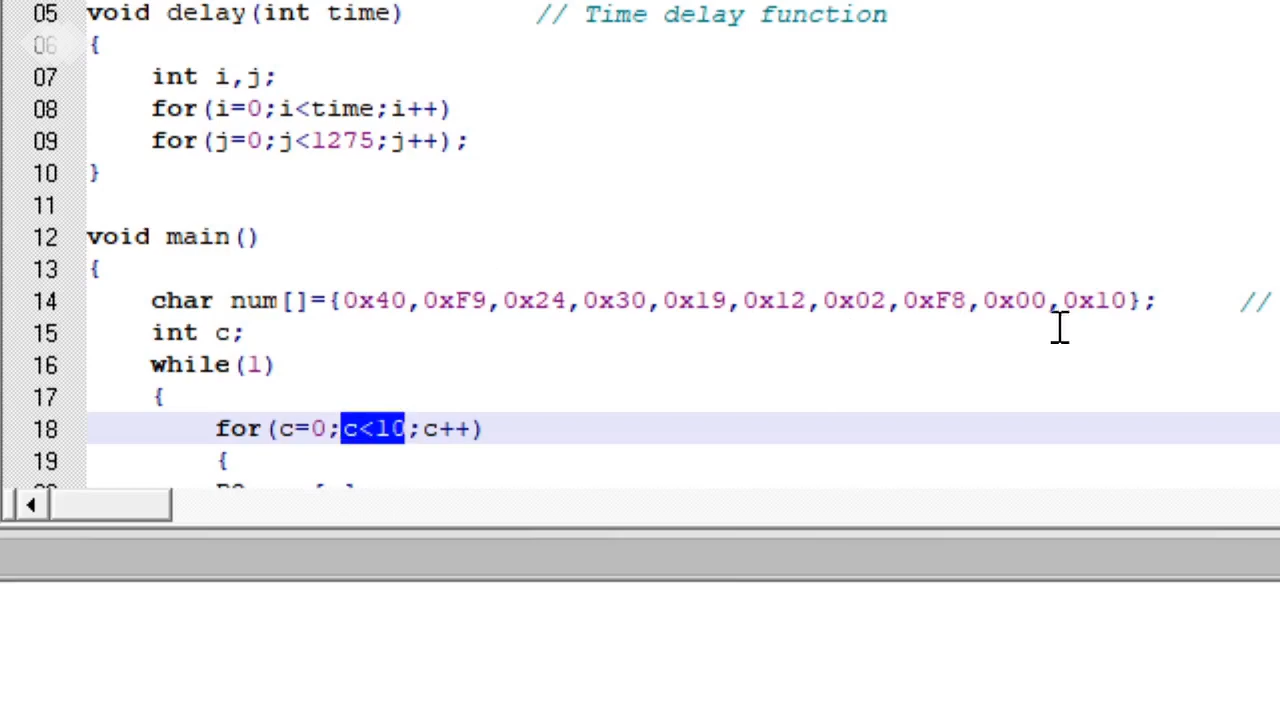 05 void delay(int time) // Time delay function
06 {
07 int i,j;
08 for(i=0;i<time;i++)
09 for(j=0;j<1275;j++);
10 }
11
12 void main()
13 {
14 char num[]={0x40,0xF9,0x24,0x30,0x19,0x12,0x02,0xF8,0x00,0x10}; //
15 int c;
16 while(1)
17 {
18 for(c=0;c<10;c++)
19 {